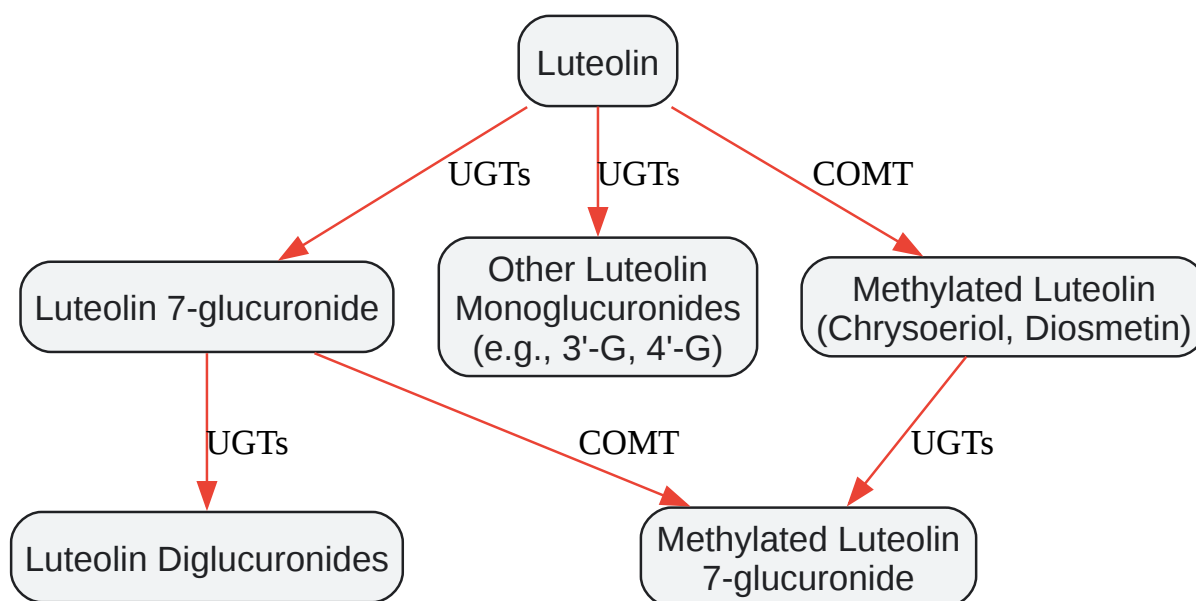 Luteolin
UGTs
UGTs
COMT
Luteolin 7-glucuronide
Other Luteolin
Monoglucuronides
(e.g., 3'-G, 4'-G)
Methylated Luteolin
(Chrysoeriol, Diosmetin)
UGTs
COMT
UGTs
Luteolin Diglucuronides
Methylated Luteolin
7-glucuronide